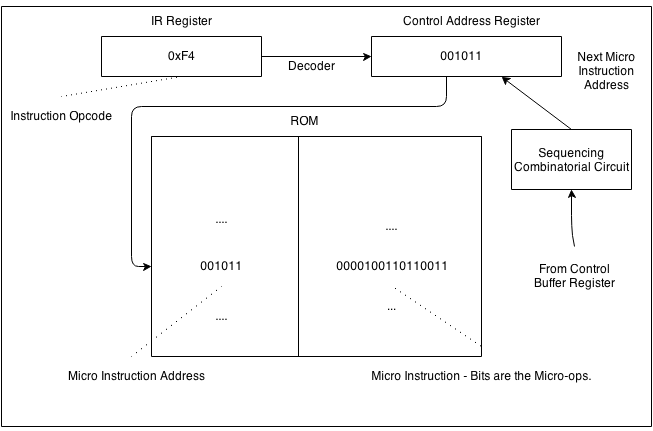 IR Register
Control Address Register
0xF4
Decoder
001011
Next Micro
Instruction
Address
Instruction Opcode
ROM
Sequencing
Combinatorial Circuit
....
....
001011
0000100110110011
From Control
Buffer Register
....
...
Micro Instruction Address
Micro Instruction - Bits are the Micro-ops.